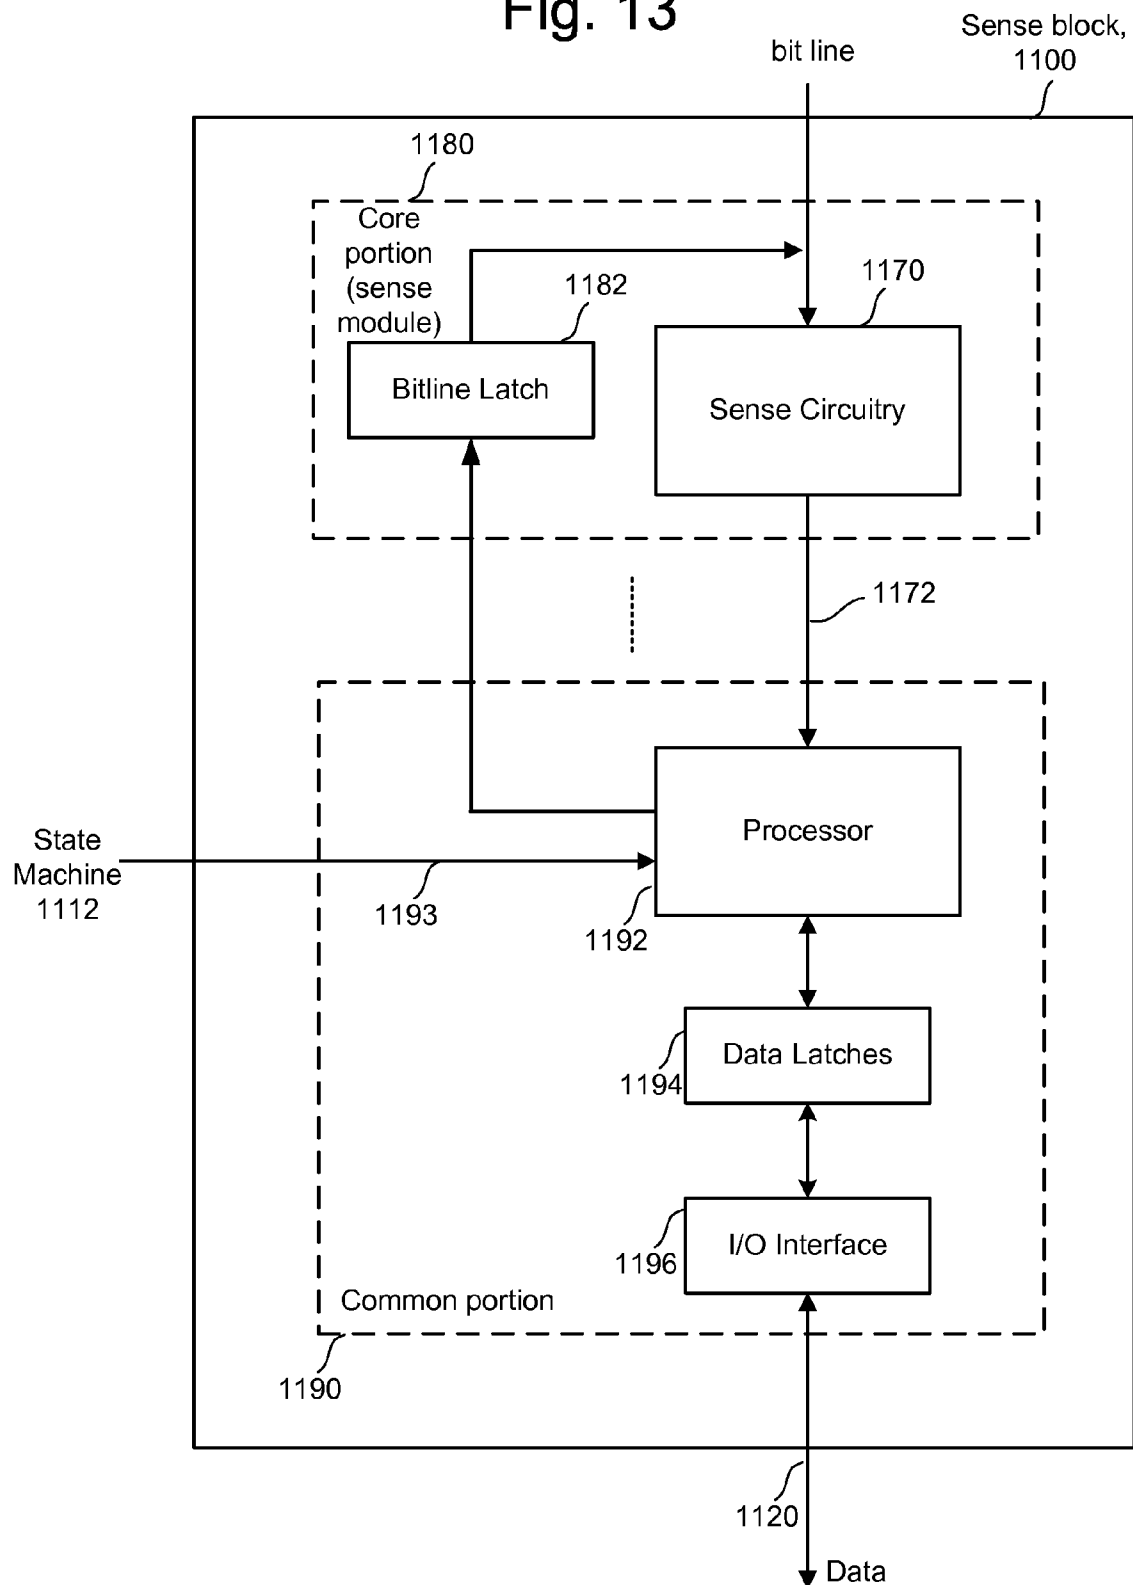 Fig. 13
Sense block,
1100
bit line
1180
Core
portion
(sense
module)
1182
1170
Bitline Latch
Sense Circuitry
1172
Processor
State
Machine
1112
1193
1192
Data Latches
1194
I/O Interface
1196
Common portion
1190
1120
Data